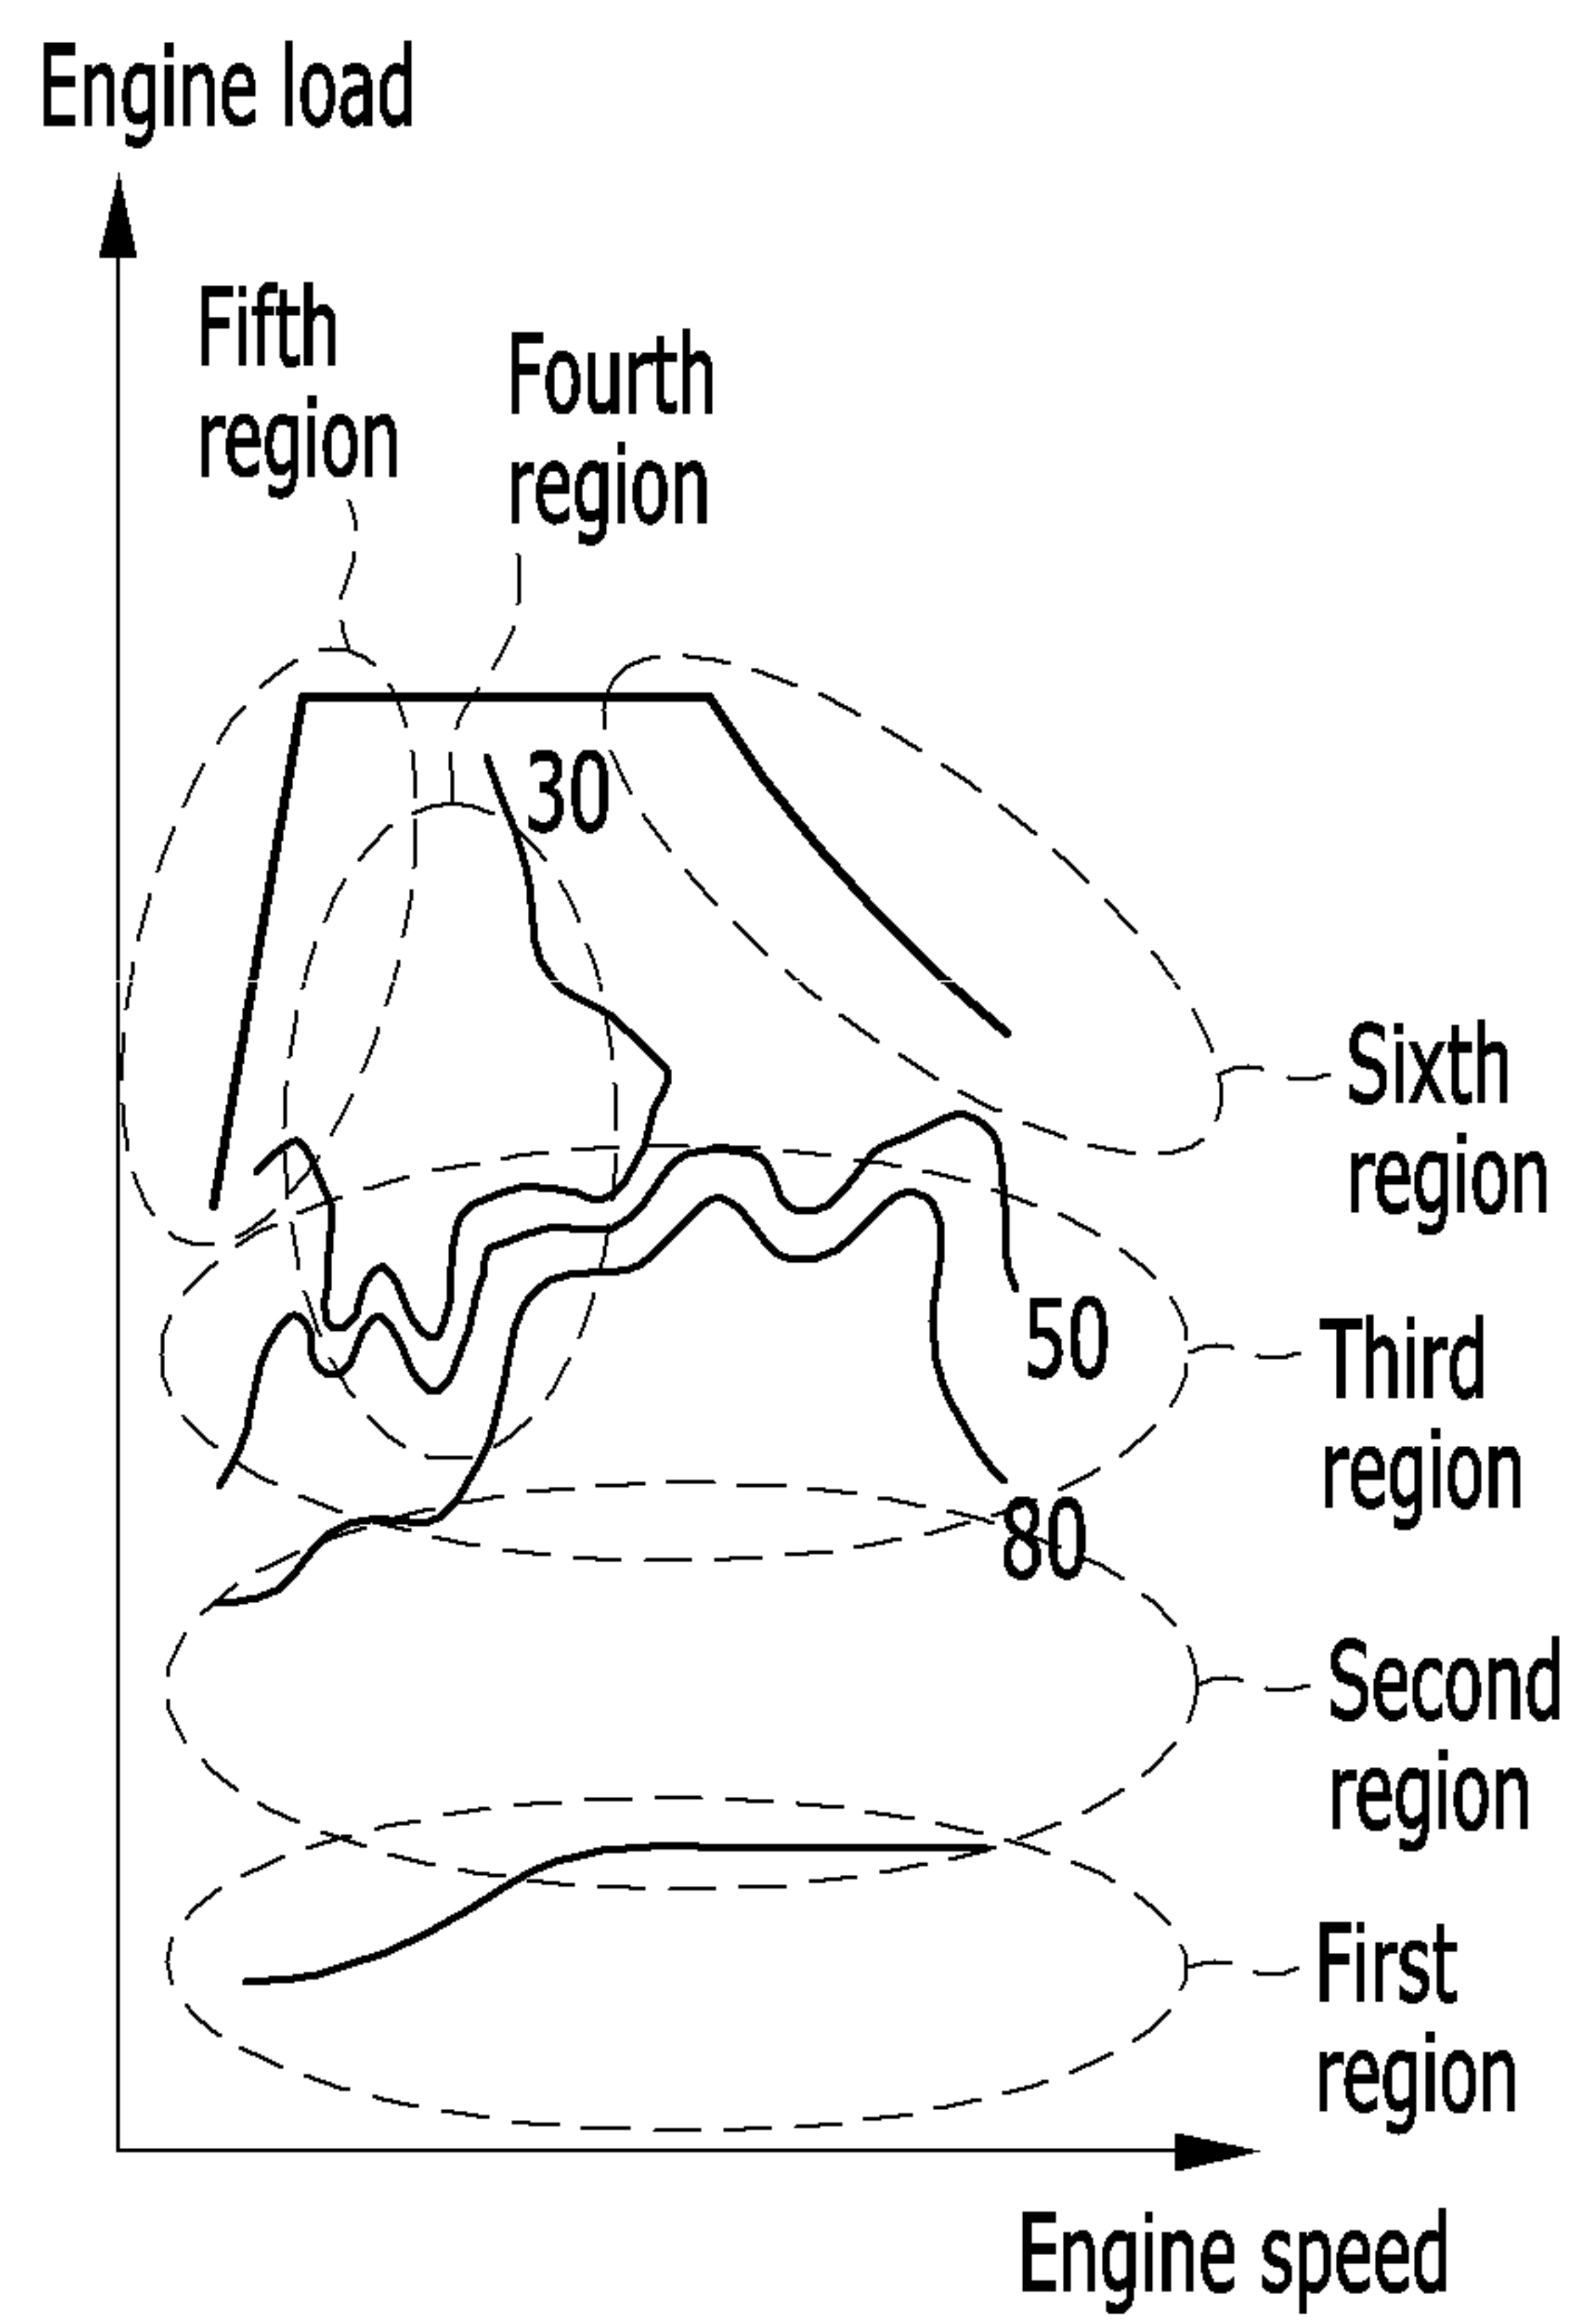 Engine load
Fifth
region
Fourth
region
30
Sixth
region
50
Third
region
80
Second
region
First
region
Engine speed